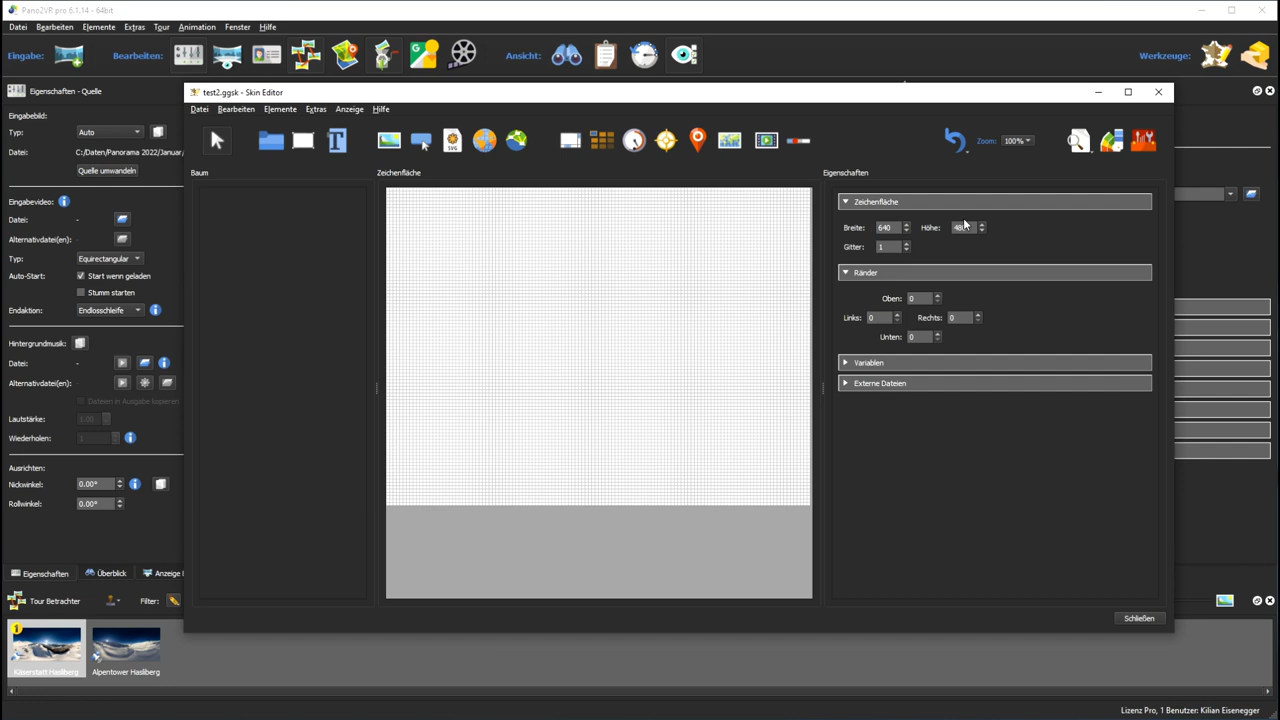 Pano2VR pro 6.1.14 - 64bit
Datei Bearbeiten Elemente Extras Tour Animation Fenster Hilfe
Eingabe: Bearbeiten: Ansicht: Werkzeuge:
Eigenschaften - Quelle
Eingabebild:
Typ: Auto
Datei: C:/Daten/Panorama 2022/Januar/
Quelle umwandeln
Eingabevideo:
Datei: -
Alternativdatei(en):
Typ: Equirectangular
Auto-Start: Start wenn geladen
Stumm starten
Endaktion: Endlosschleife
Hintergrundmusik:
Datei: -
Alternativdatei(en):
Dateien in Ausgabe kopieren
Lautstärke: 1.00
Wiederholen: 1
Ausrichten:
Nickwinkel: 0.00°
Rollwinkel: 0.00°
Eigenschaften Überblick Anzeige
Tour Betrachter Filter:
1
Käserstatt Hasliberg Alpentower Hasliberg
test2.ggsk - Skin Editor
Datei Bearbeiten Elemente Extras Anzeige Hilfe
T SVG Zoom: 100%
Baum Zeichenfläche Eigenschaften
Zeichenfläche
Breite: 640 Höhe: 480
Gitter: 1
Ränder
Oben: 0
Links: 0 Rechts: 0
Unten: 0
Variablen
Externe Dateien
Schließen
Lizenz Pro, 1 Benutzer: Kilian Eisenegger